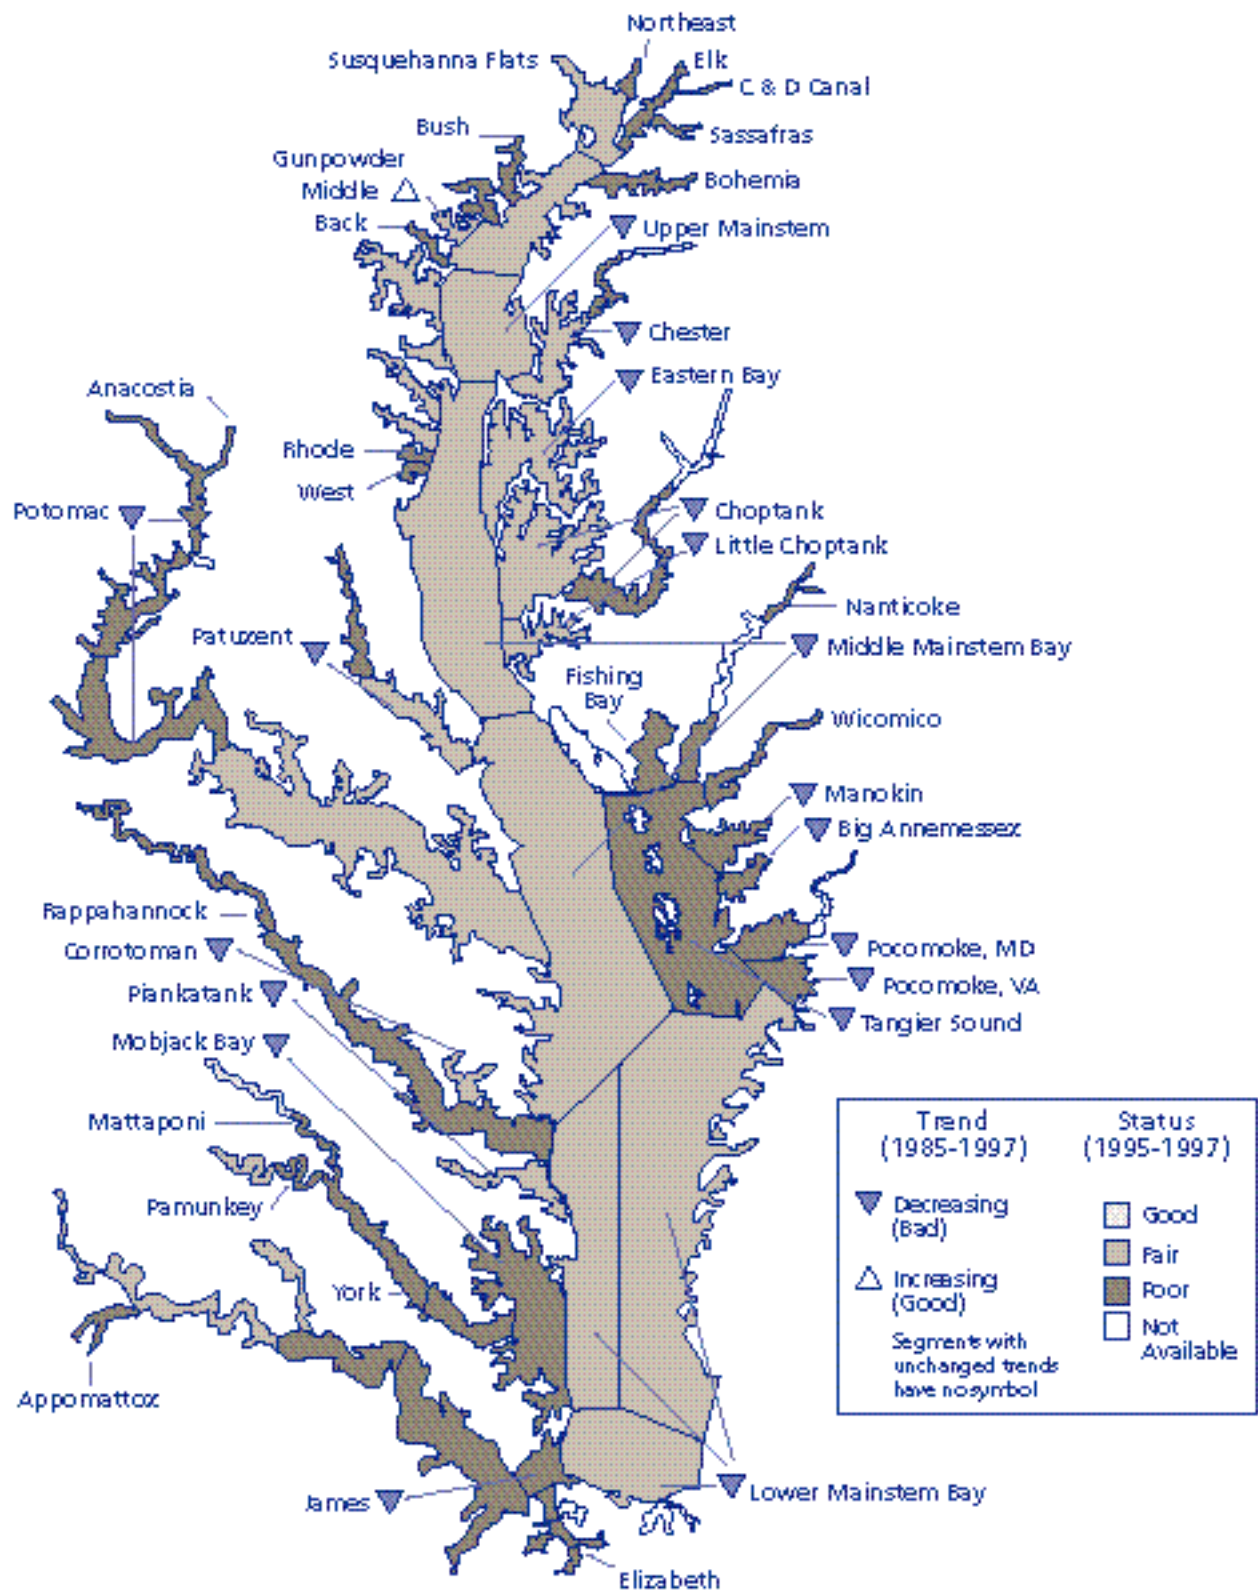 Northeast
Susquehanna Flats
Elk
C & D Canal
Bush
Sassafras
Gunpowder
Middle
Bohemia
Back
Upper Mainstem
Chester
Eastern Bay
Anacostia
Rhode
West
Potomac
Choptank
Little Choptank
Nanticoke
Patuxent
Middle Mainstem Bay
Fishing
Bay
Wicomico
Manokin
Big Annemessex
Rappahannock
Corrotoman
Pocomoke, MD
Piankatank
Pocomoke, VA
Tangier Sound
Mobjack Bay
Mattaponi
Pamunkey
York
Appomattox
James
Lower Mainstem Bay
Elizabeth
Trend
(1985-1997)
Decreasing
(Bad)
Increasing
(Good)
Segments with
unchanged trends
have no symbol
Status
(1995-1997)
Good
Fair
Poor
Not
Available